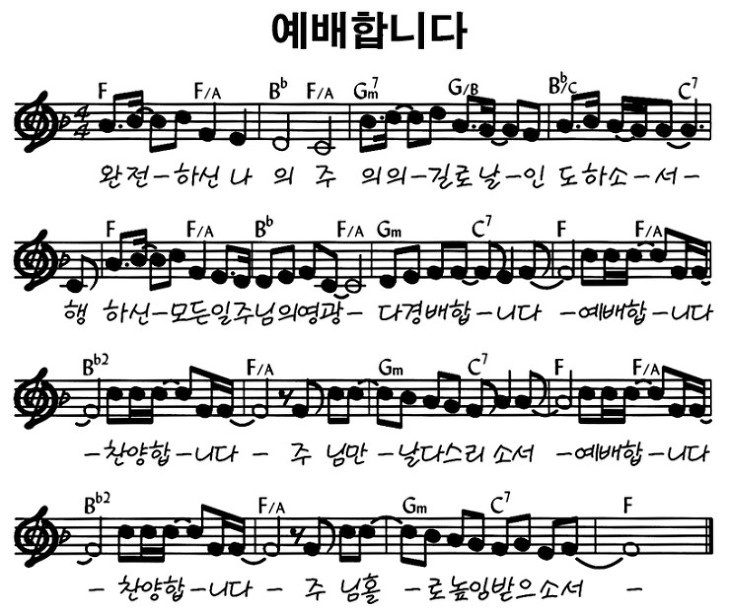 예배합니다
F F/A B♭ F/A Gm7 G/B B♭/C C7
완전-하신 나 의 주 의의-길로날-인 도하소-서-
F F/A B♭ F/A Gm C7 F F/A
행 하신-모든일주님의영광- 다경배합-니다 -예배합-니다
B♭2 F/A Gm C7 F F/A
-찬양합-니다- 주 님만-날다스리 소서 -예배합-니다
B♭2 F/A Gm C7 F
- 찬양합-니다- 주 님홀 -로높임받으소서 -